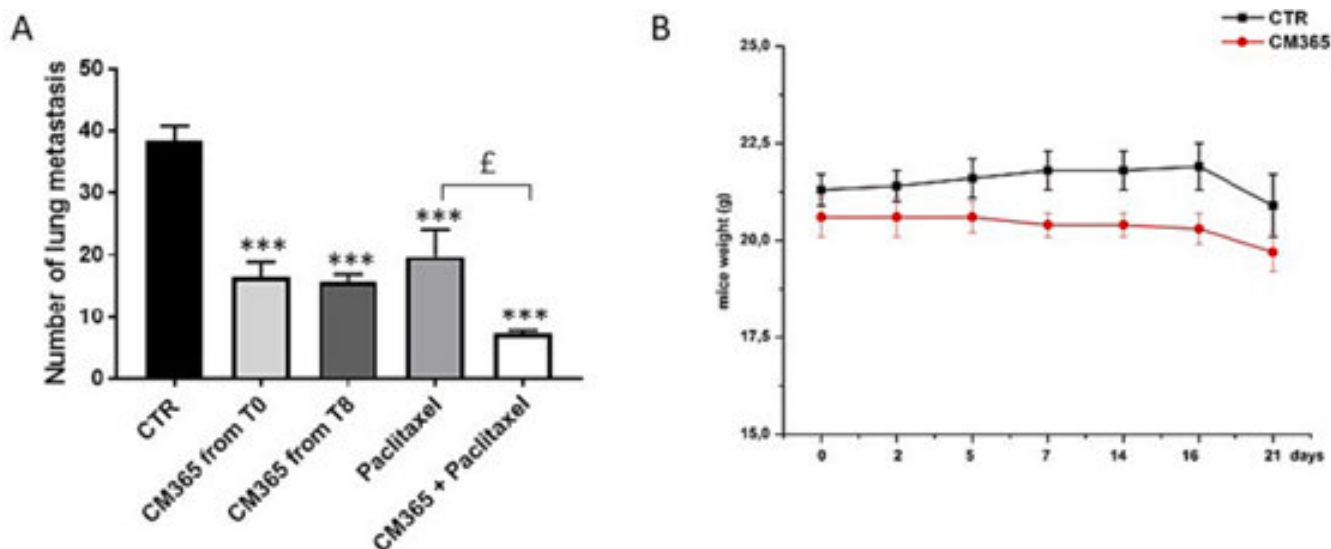 A
Number of lung metastasis
50
40
30
20
10
0
***
***
***
£
***
CTR
CM365 from T0
CM365 from T8
Paclitaxel
CM365 + Paclitaxel
B
CTR
CM365
mice weight (g)
25,0
22,5
20,0
17,5
15,0
0 2 5 7 14 16 21 days